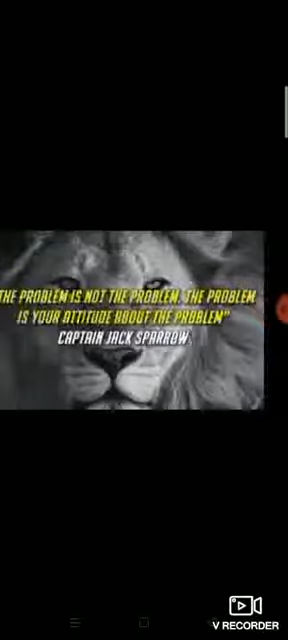 THE PROBLEM IS NOT THE PROBLEM. THE PROBLEM
IS YOUR ATTITUDE ABOUT THE PROBLEM"
CAPTAIN JACK SPARROW.
V RECORDER